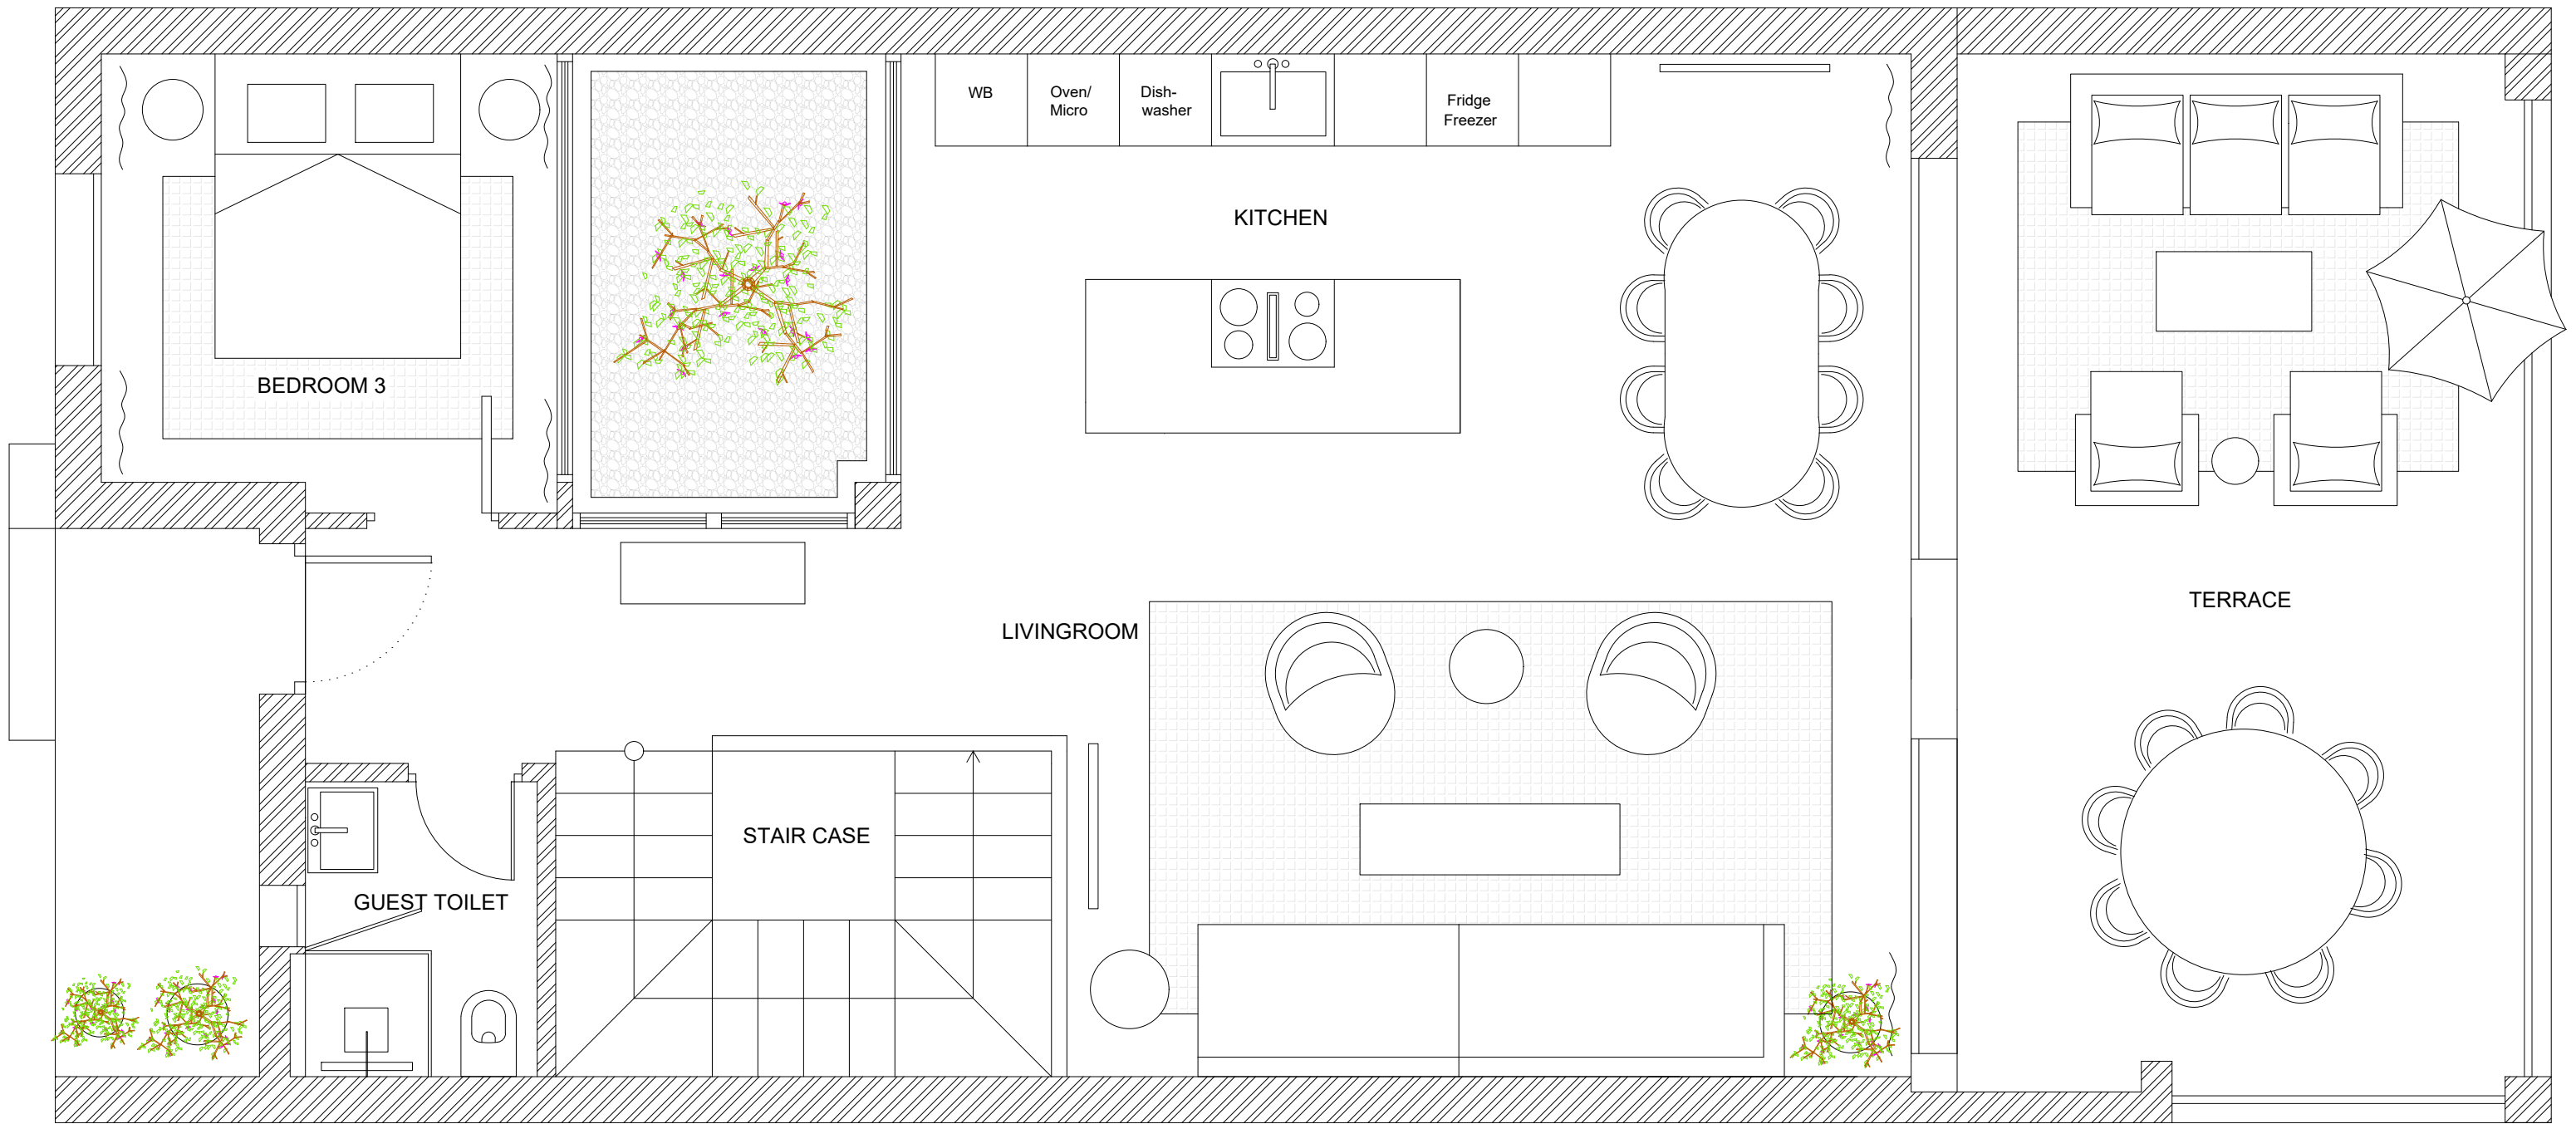 WB
Oven/
Micro
Dish-
washer
Fridge
Freezer
KITCHEN
BEDROOM 3
TERRACE
LIVINGROOM
STAIR CASE
GUEST TOILET